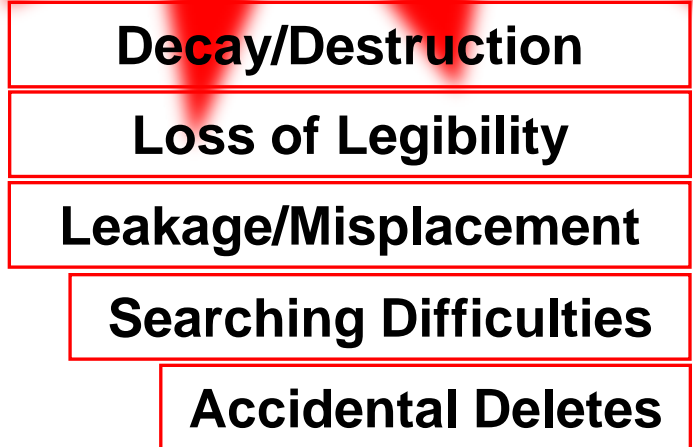 Decay/Destruction
Loss of Legibility
Leakage/Misplacement
Searching Difficulties
Accidental Deletes